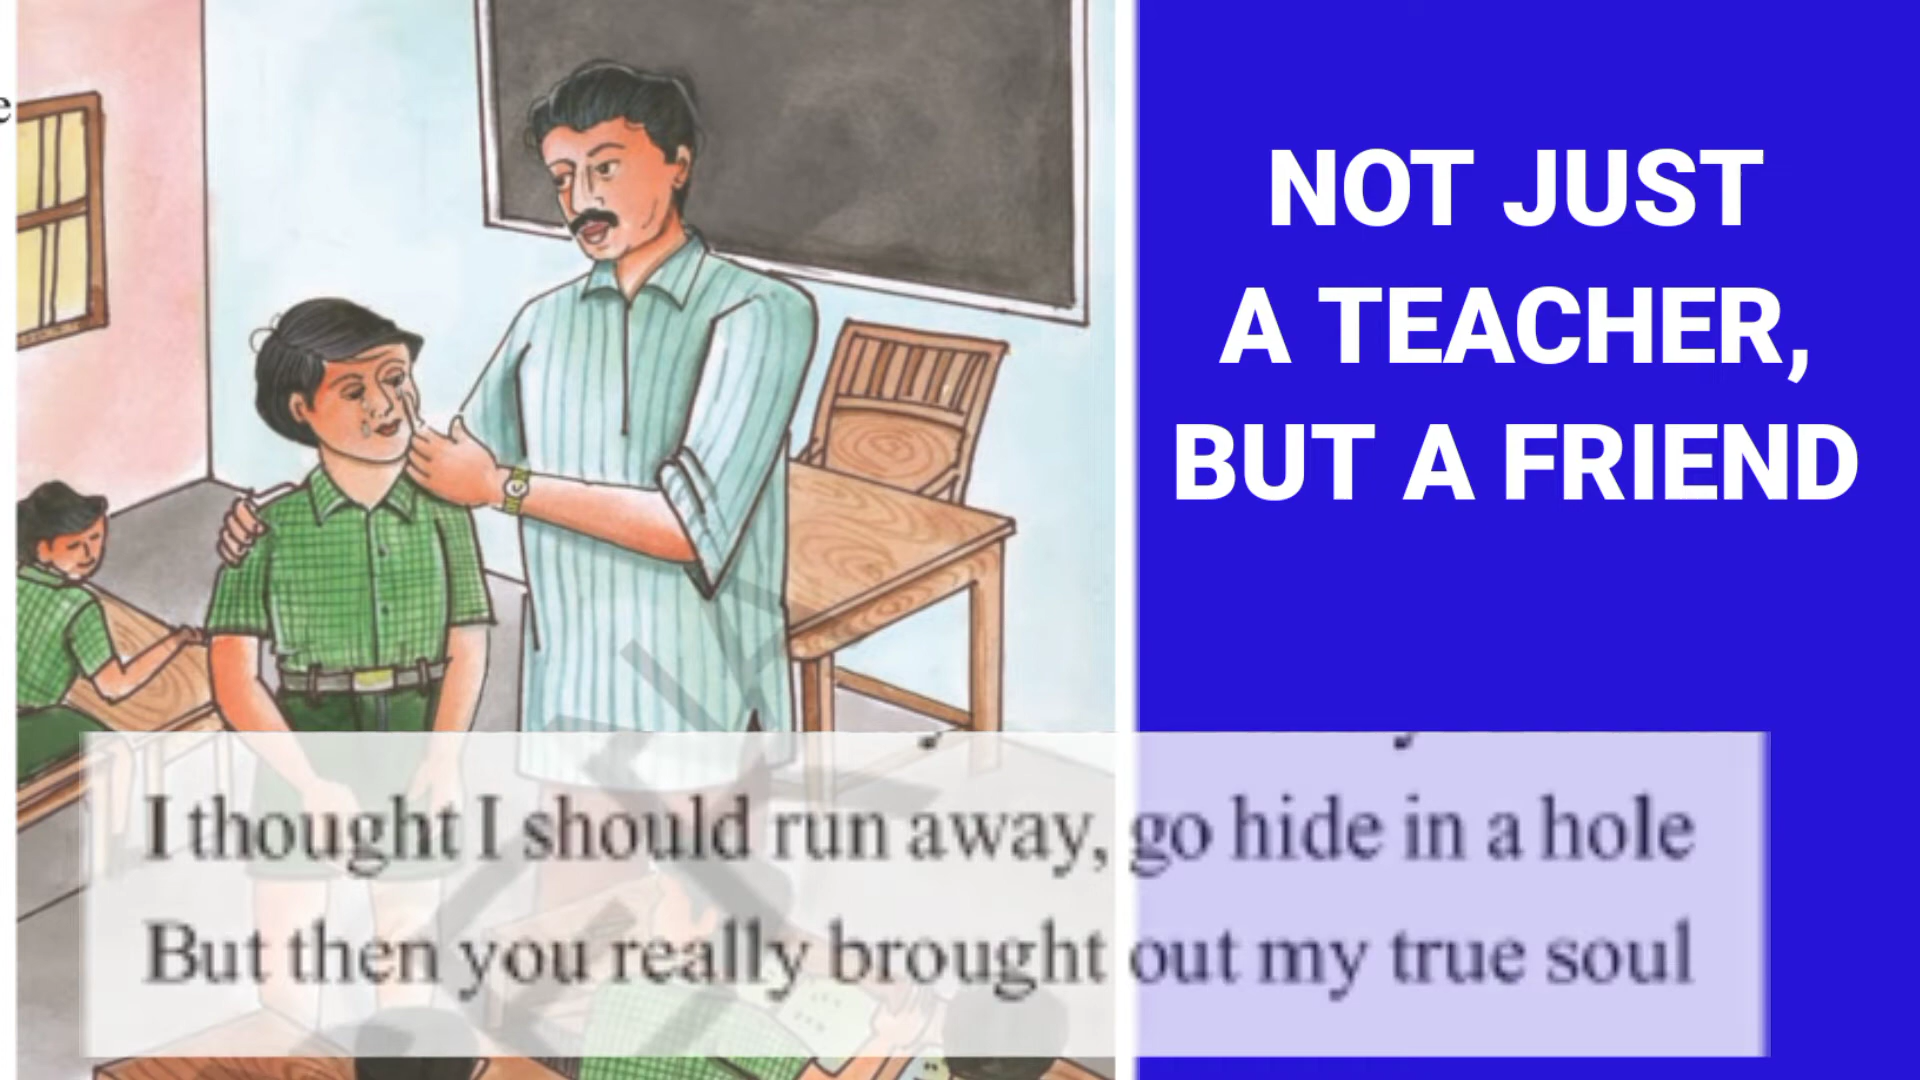 e
NOT JUST
A TEACHER,
BUT A FRIEND
I thought I should run away, go hide in a hole
But then you really brought out my true soul